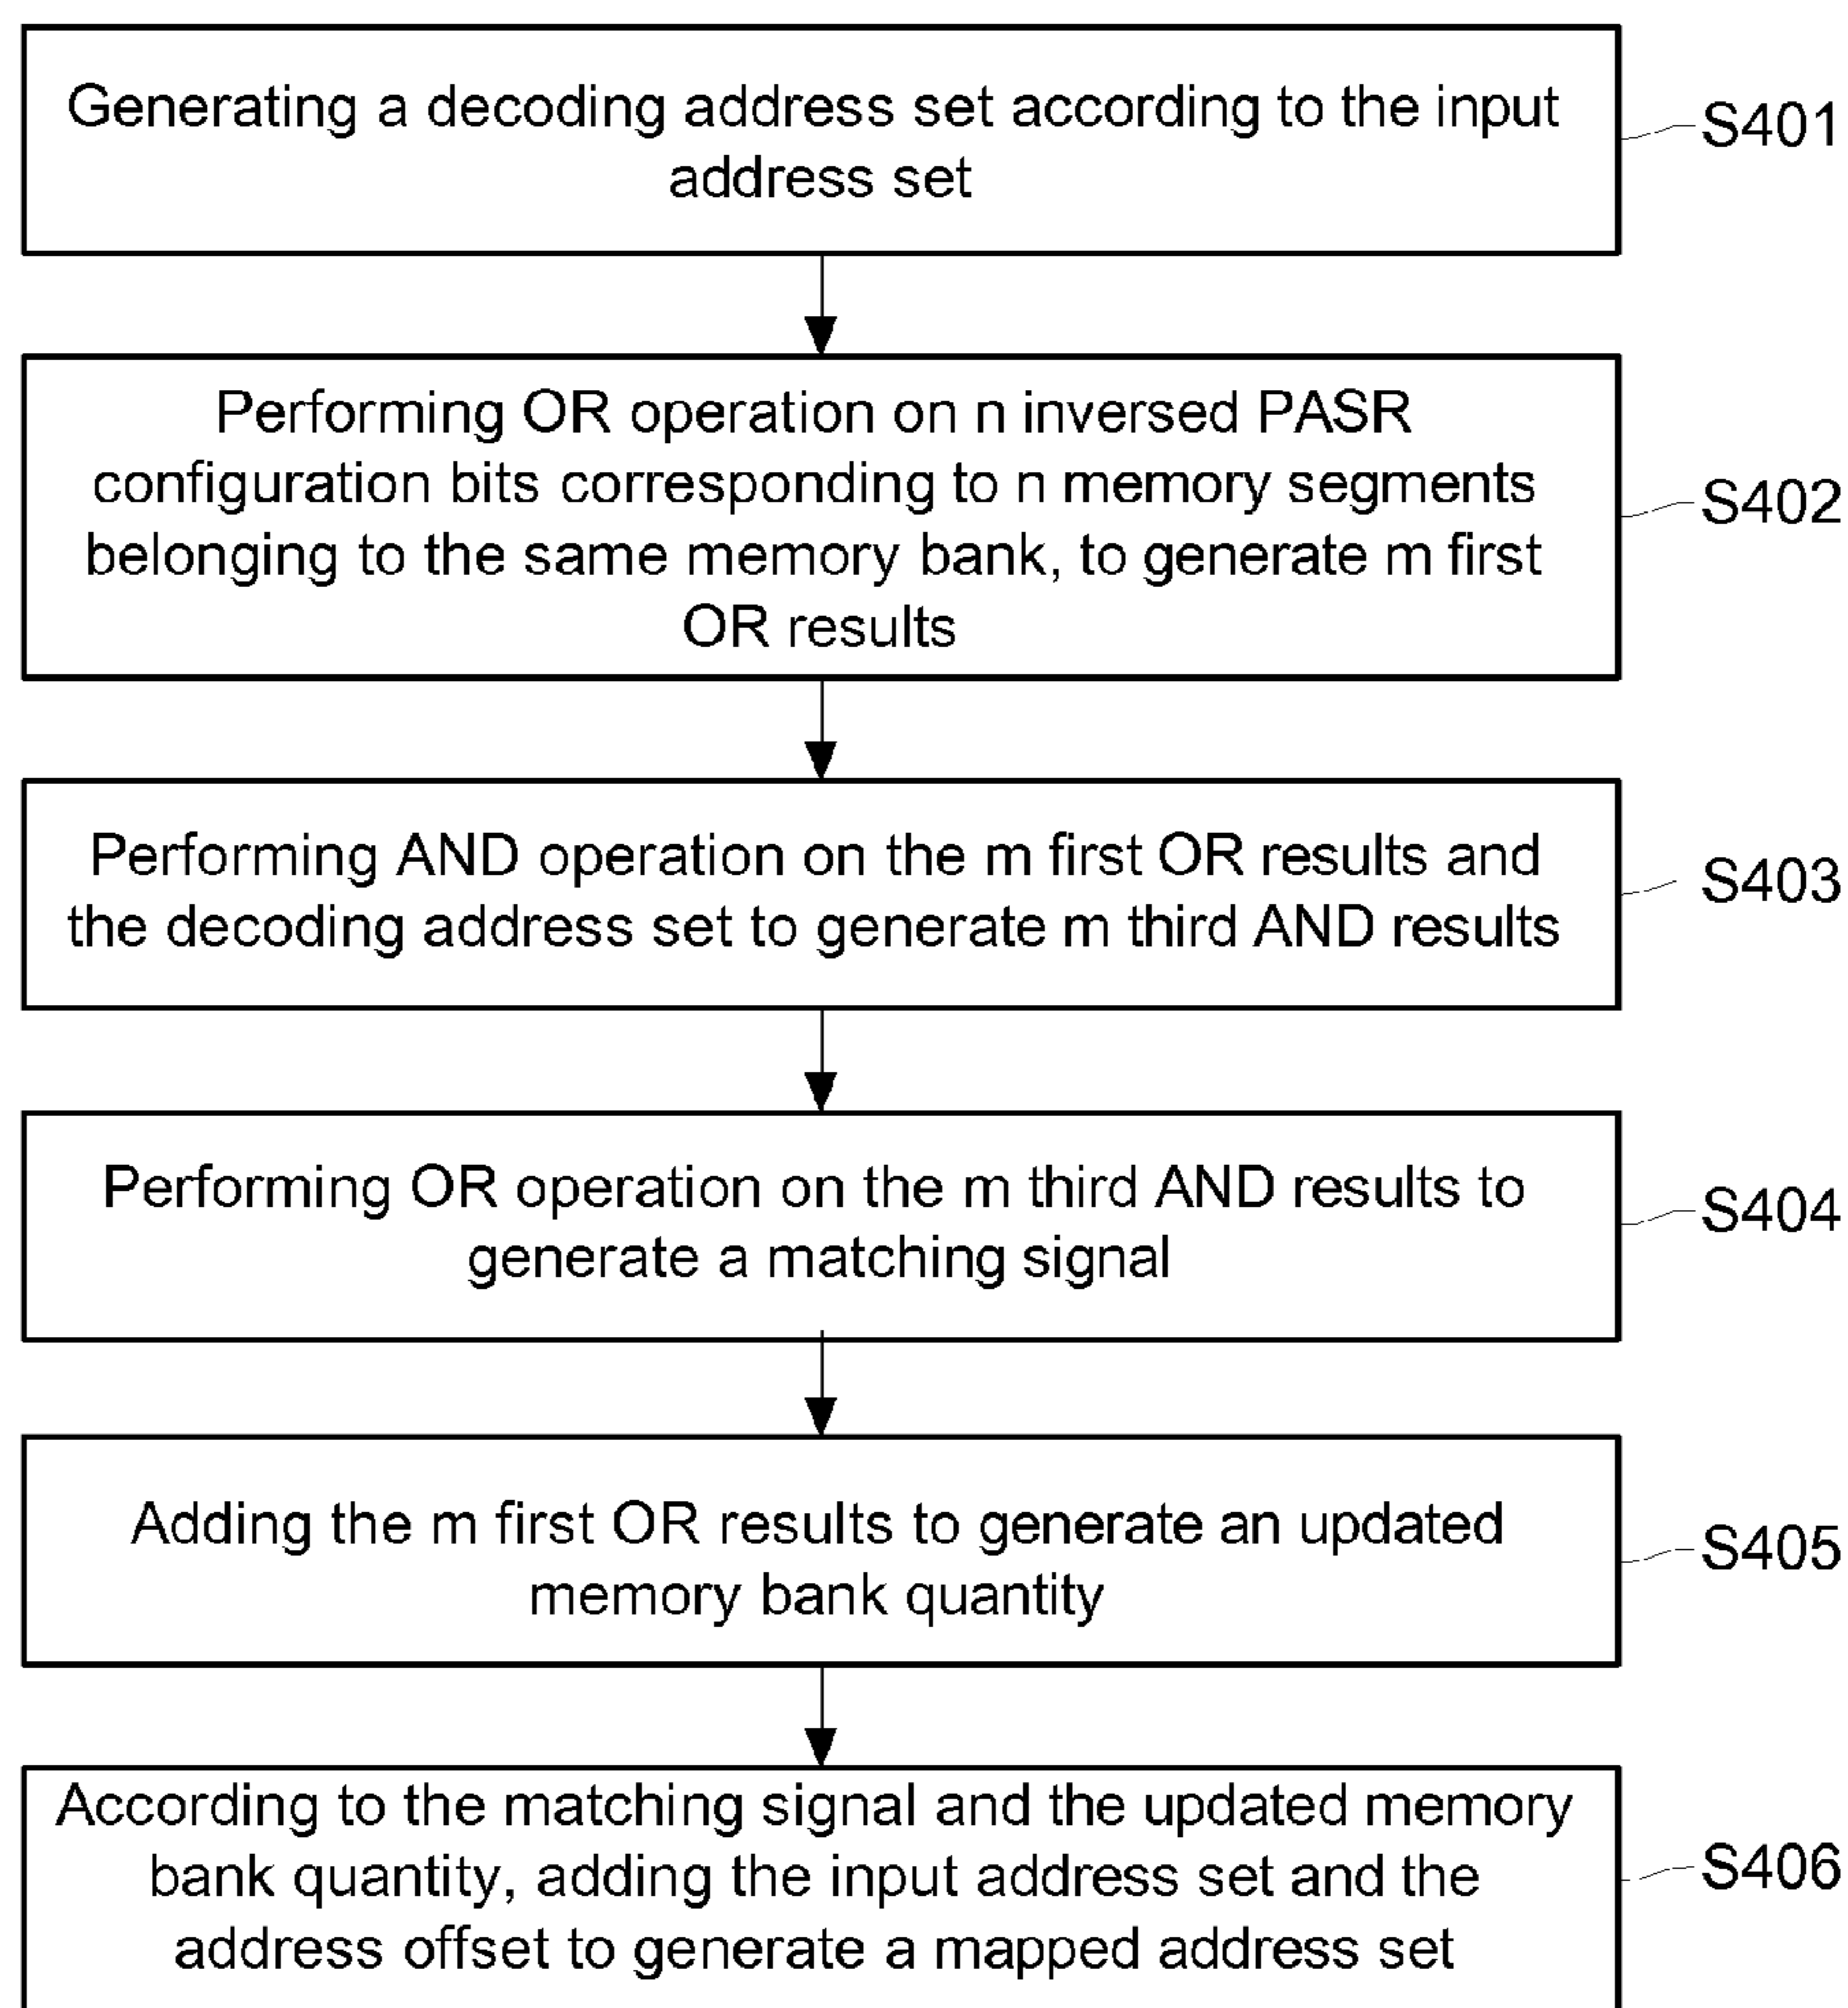 Generating a decoding address set according to the input
address set
S401
Performing OR operation on n inversed PASR
configuration bits corresponding to n memory segments
belonging to the same memory bank, to generate m first
OR results
S402
Performing AND operation on the m first OR results and
the decoding address set to generate m third AND results
S403
Performing OR operation on the m third AND results to
generate a matching signal
S404
Adding the m first OR results to generate an updated
memory bank quantity
S405
According to the matching signal and the updated memory
bank quantity, adding the input address set and the
address offset to generate a mapped address set
S406